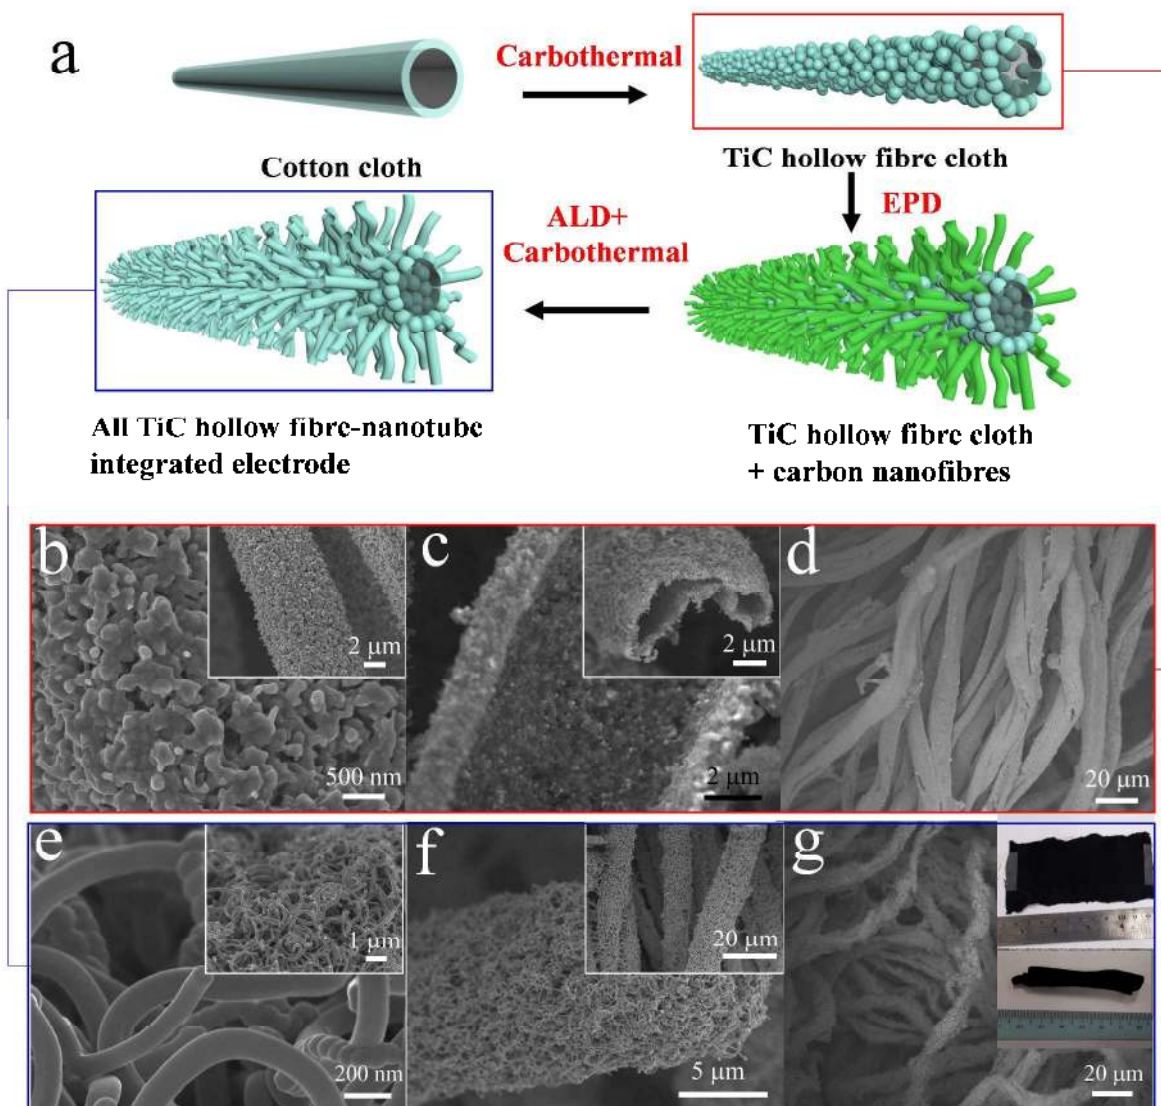 a
Carbothermal
Cotton cloth
TiC hollow fibre cloth
EPD
ALD+
Carbothermal
All TiC hollow fibre-nanotube
integrated electrode
TiC hollow fibre cloth
+ carbon nanofibres
b
2 μm
500 nm
c
2 μm
2 μm
d
20 μm
e
1 μm
200 nm
f
20 μm
5 μm
g
20 μm